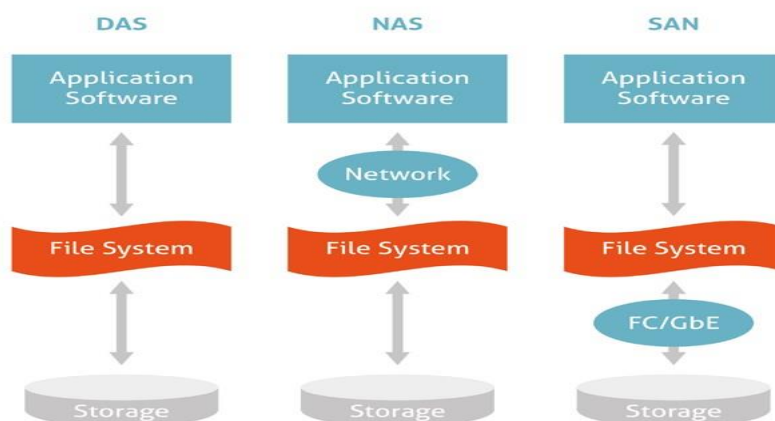 DAS
NAS
SAN
Application
Software
Application
Software
Application
Software
Network
File System
File System
File System
FC/GbE
Storage
Storage
Storage